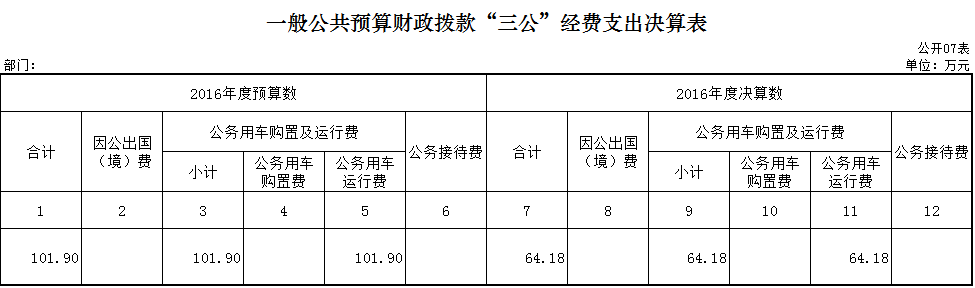 一般公共预算财政拨款“三公”经费支出决算表
公开07表
部门： 单位：万元
2016年度预算数 2016年度决算数
合计 因公出国（境）费 公务用车购置及运行费 公务接待费 合计 因公出国（境）费 公务用车购置及运行费 公务接待费
小计 公务用车购置费 公务用车运行费 小计 公务用车购置费 公务用车运行费
1 2 3 4 5 6 7 8 9 10 11 12
101.90 101.90 101.90 64.18 64.18 64.18